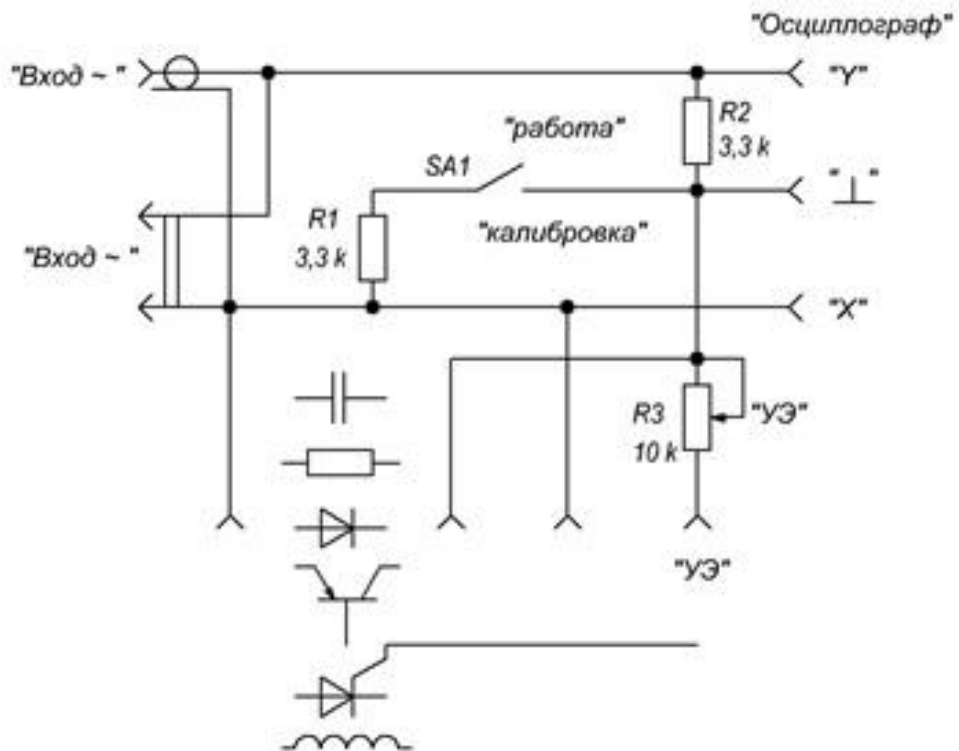 "Осциллограф"
"Вход ~ "
"Y"
R2
3,3 k
"работа"
SA1
"⊥"
R1
3,3 k
"калибровка"
"Вход ~ "
"X"
R3
10 k
"УЭ"
"УЭ"